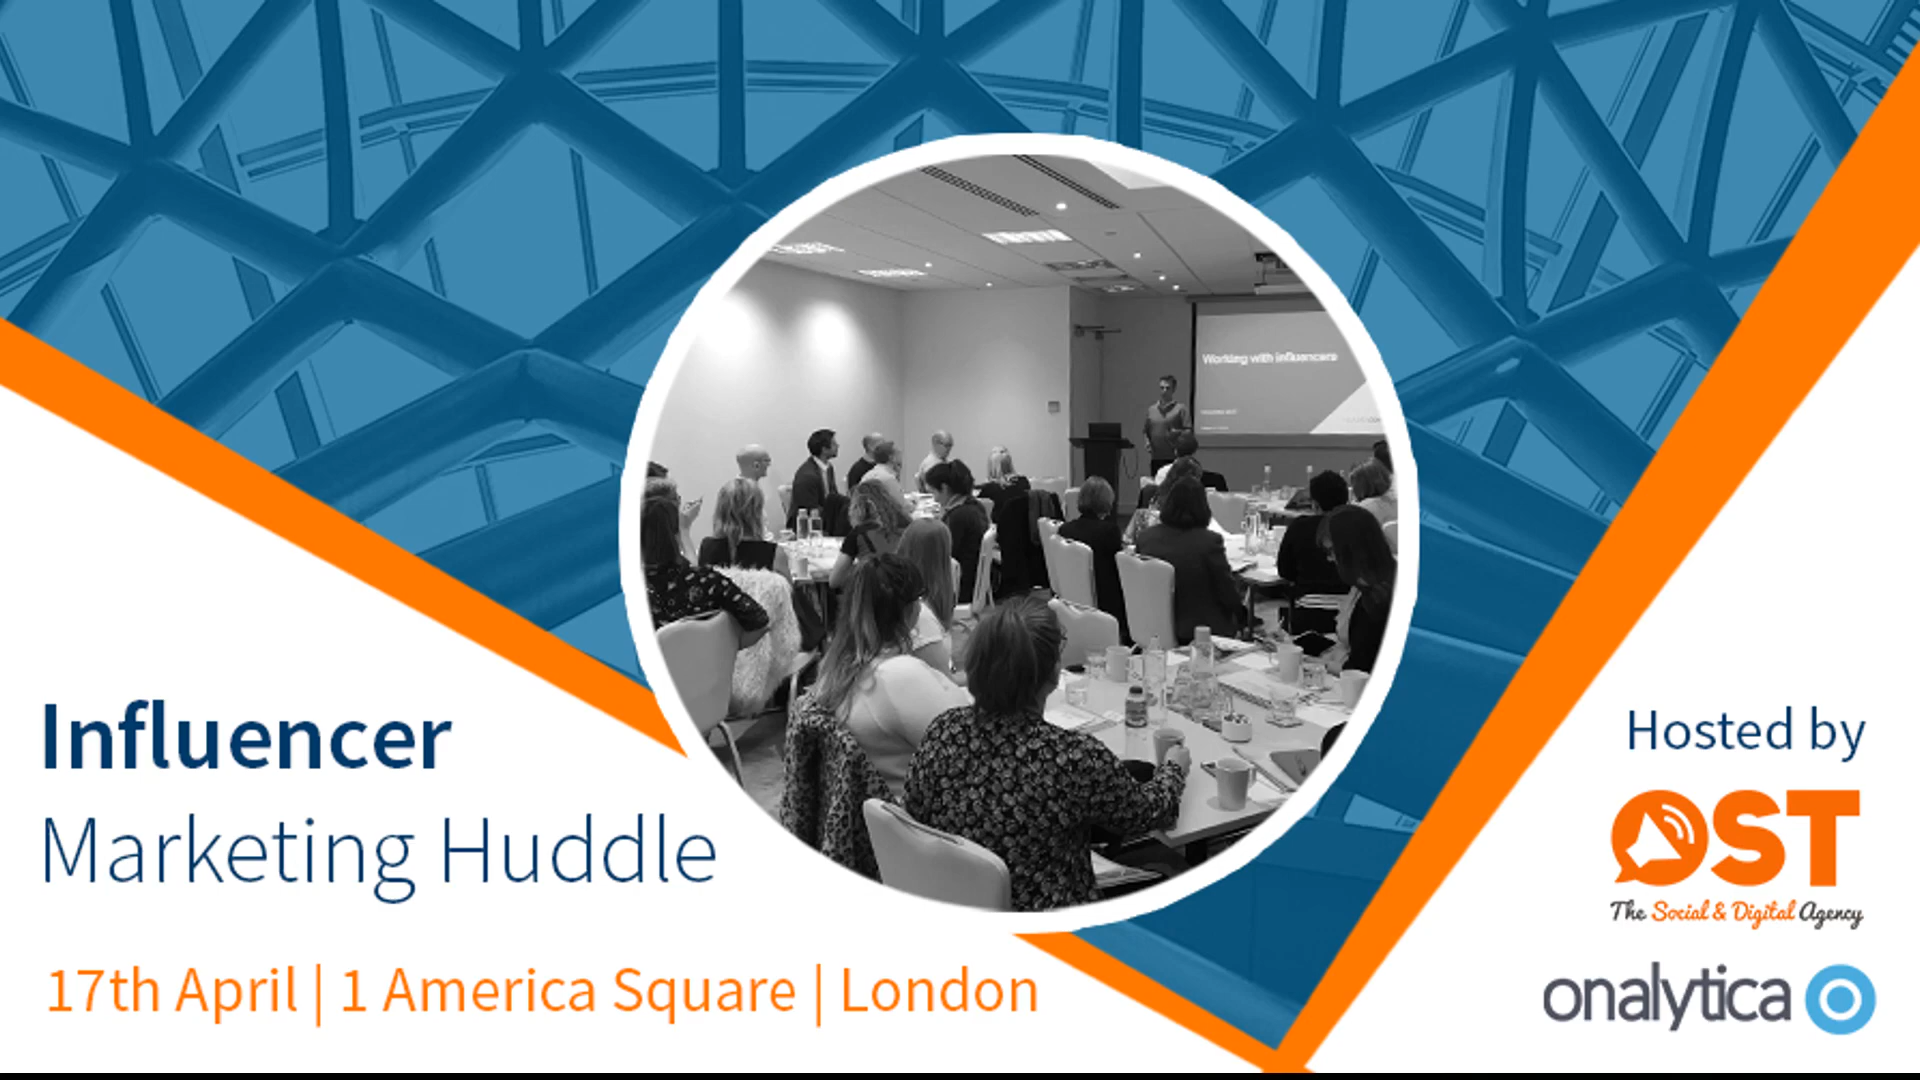 Working with influencers
Influencer
Marketing Huddle
17th April | 1 America Square | London
Hosted by
OST
The Social & Digital Agency
onalytica